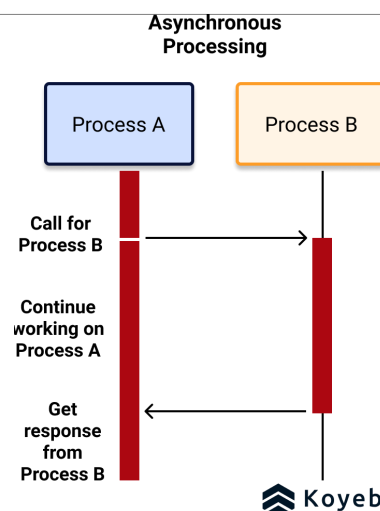 Asynchronous
Processing
Process A
Process B
Call for
Process B
Continue
working on
Process A
Get
response
from
Process B
Koyeb